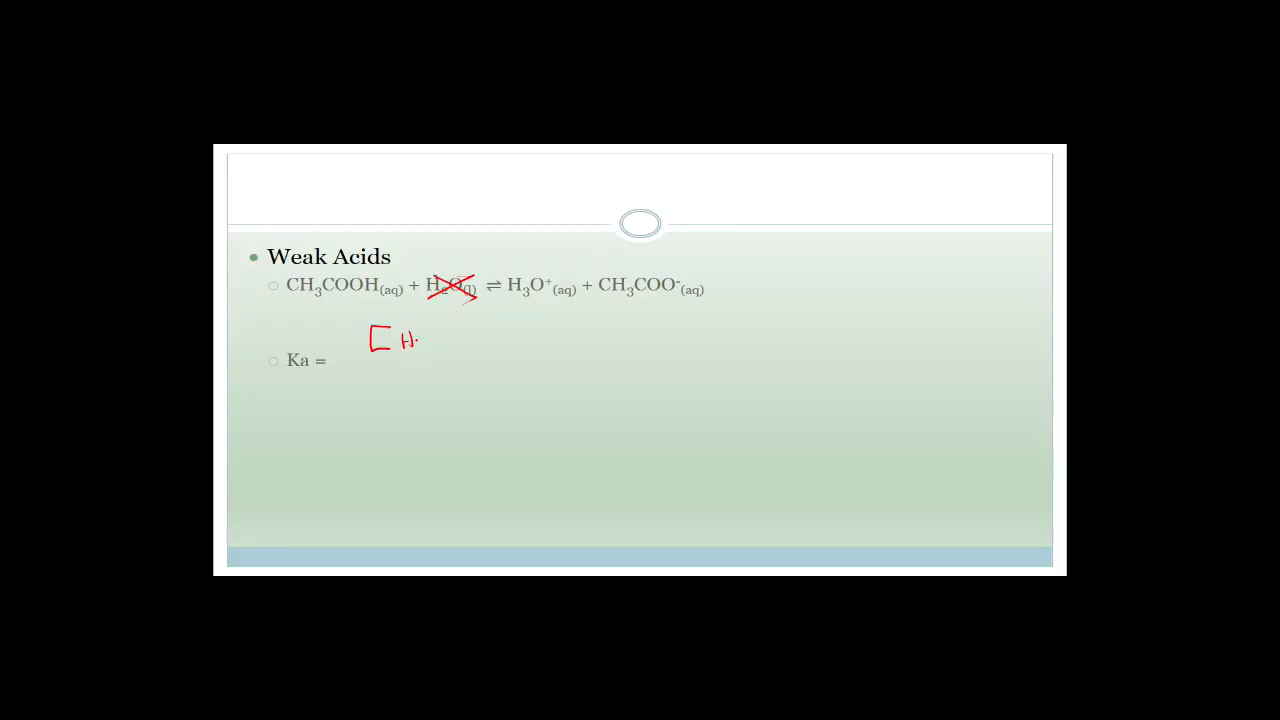 Weak Acids
CH₃COOH(aq) + H₂O(l) ⇌ H₃O⁺(aq) + CH₃COO⁻(aq)
[ H
Ka =